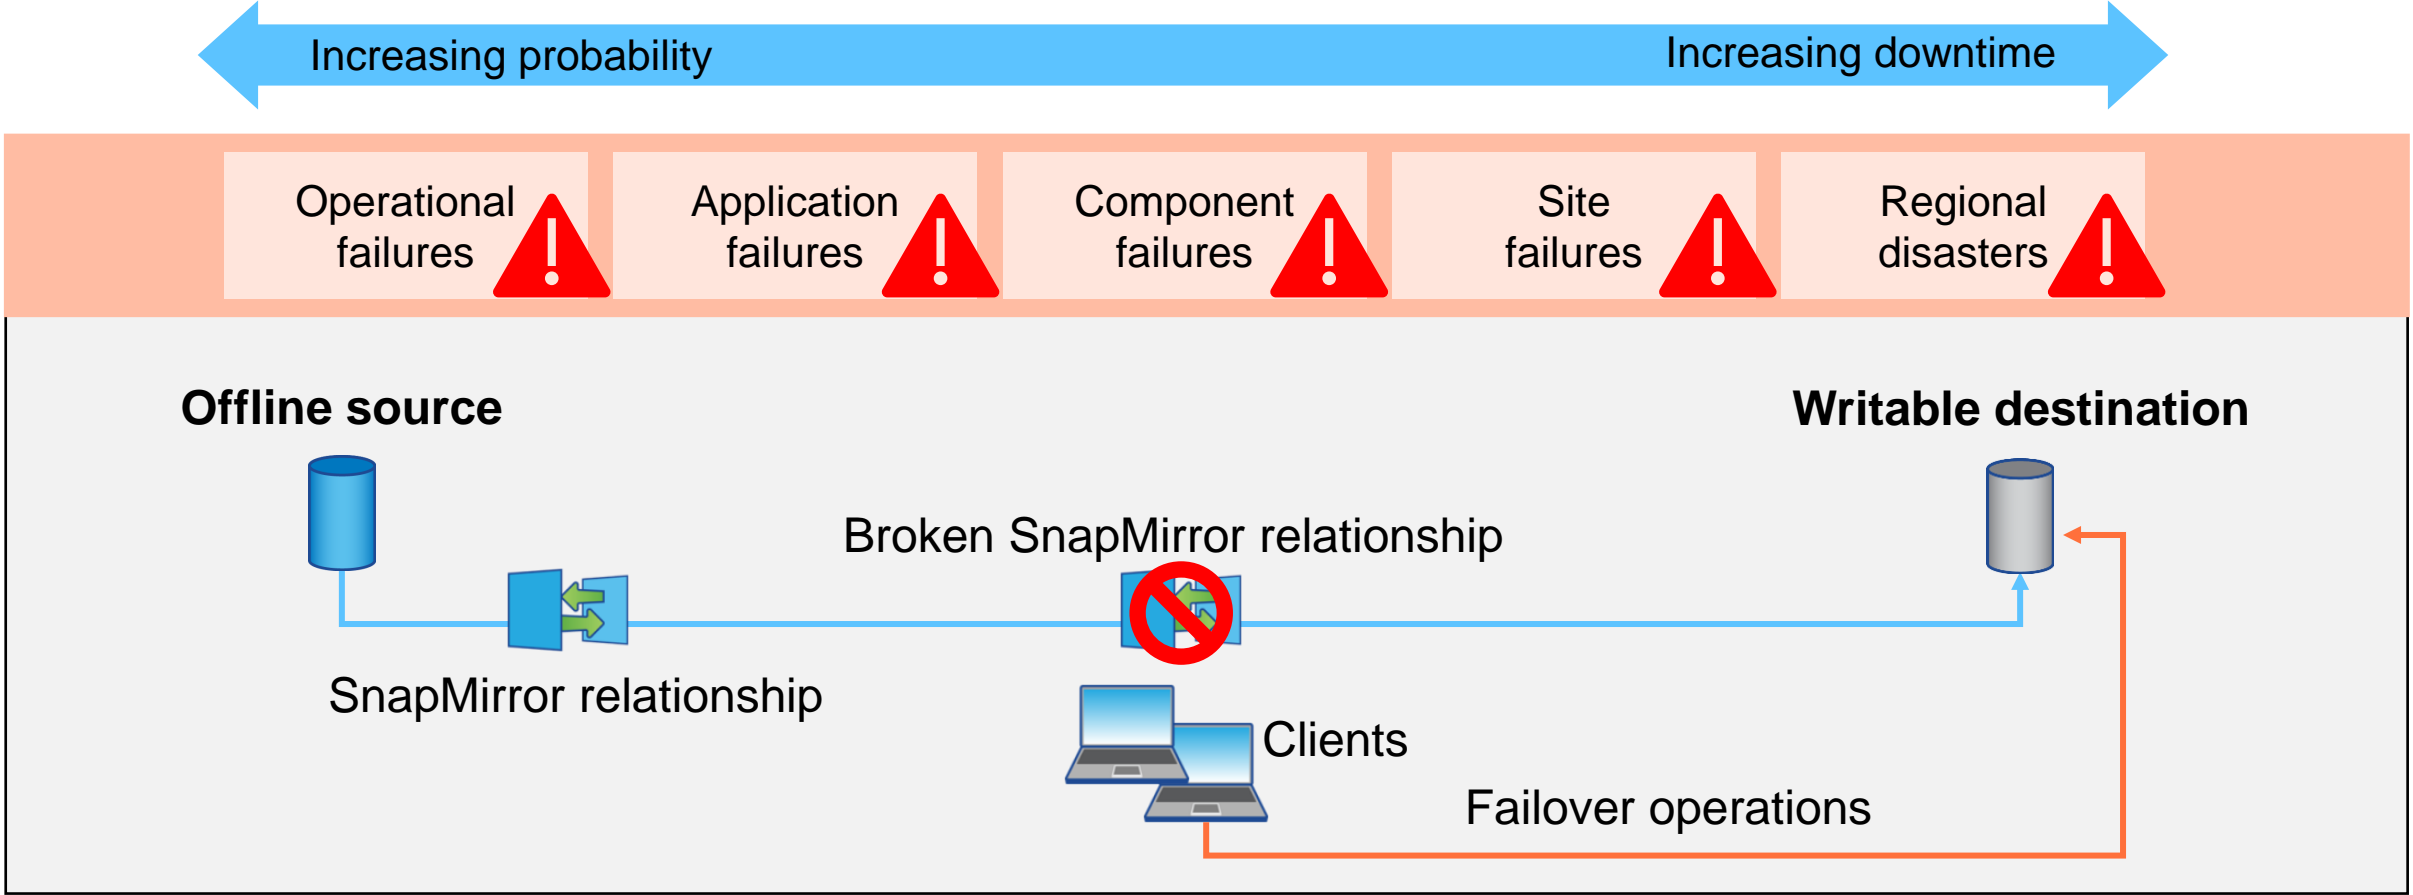 Increasing probability
Increasing downtime
Operational
failures
Application
failures
Component
failures
Site
failures
Regional
disasters
Offline source
Writable destination
Broken SnapMirror relationship
SnapMirror relationship
Clients
Failover operations